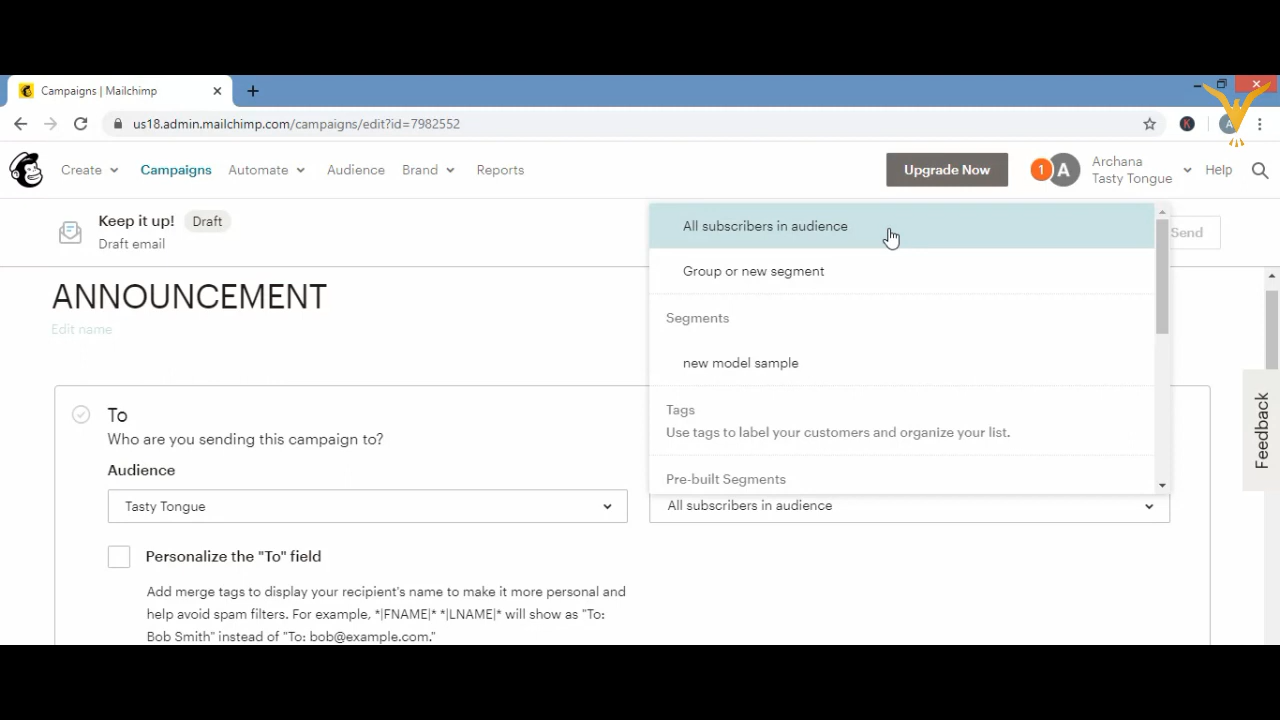 Campaigns | Mailchimp
us18.admin.mailchimp.com/campaigns/edit?id=7982552
K
A
Create
Campaigns
Automate
Audience
Brand
Reports
Upgrade Now
1
A
Archana
Tasty Tongue
Help
Keep it up!
Draft
Draft email
Send
All subscribers in audience
Group or new segment
Segments
new model sample
Tags
Use tags to label your customers and organize your list.
Pre-built Segments
ANNOUNCEMENT
Edit name
To
Who are you sending this campaign to?
Audience
Tasty Tongue
All subscribers in audience
Personalize the "To" field
Add merge tags to display your recipient's name to make it more personal and
help avoid spam filters. For example, *|FNAME|* *|LNAME|* will show as "To:
Bob Smith" instead of "To: bob@example.com."
Feedback